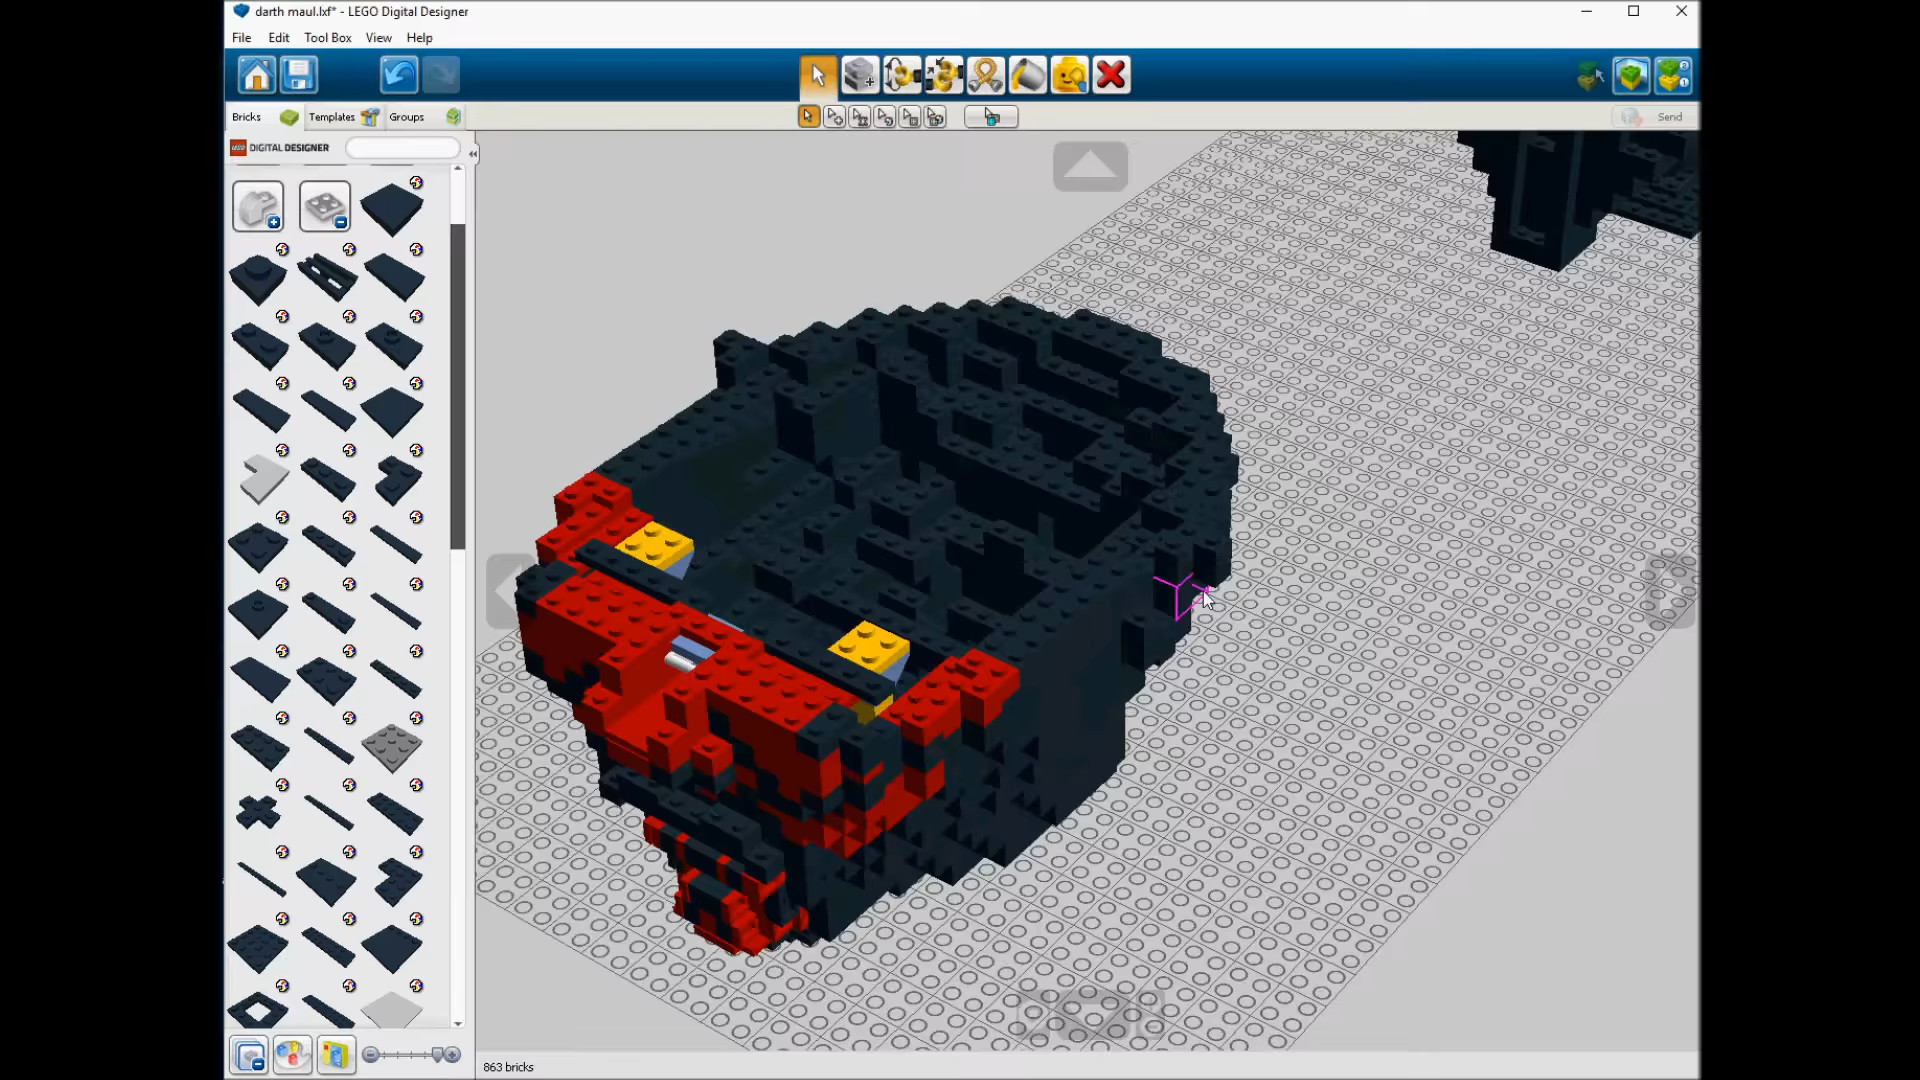 darth maul.lxf* - LEGO Digital Designer
File Edit Tool Box View Help
Bricks Templates Groups
Send
LEGO DIGITAL DESIGNER
863 bricks